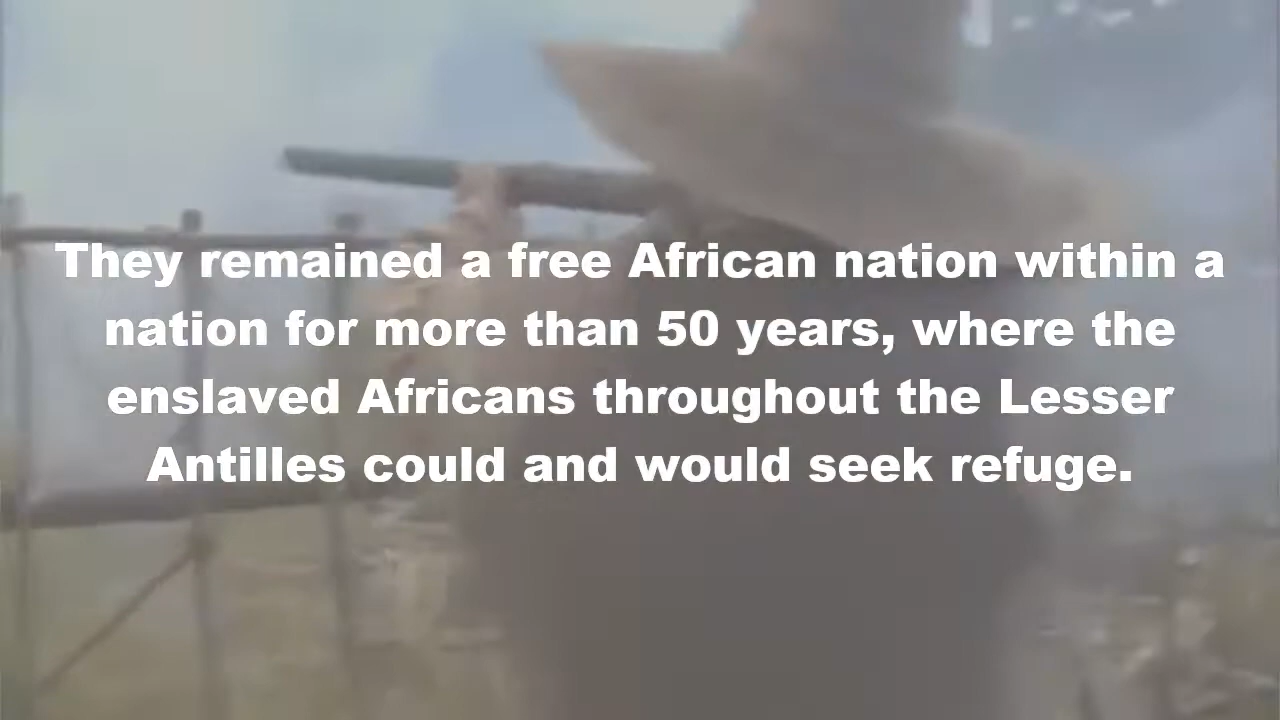 They remained a free African nation within a
nation for more than 50 years, where the
enslaved Africans throughout the Lesser
Antilles could and would seek refuge.